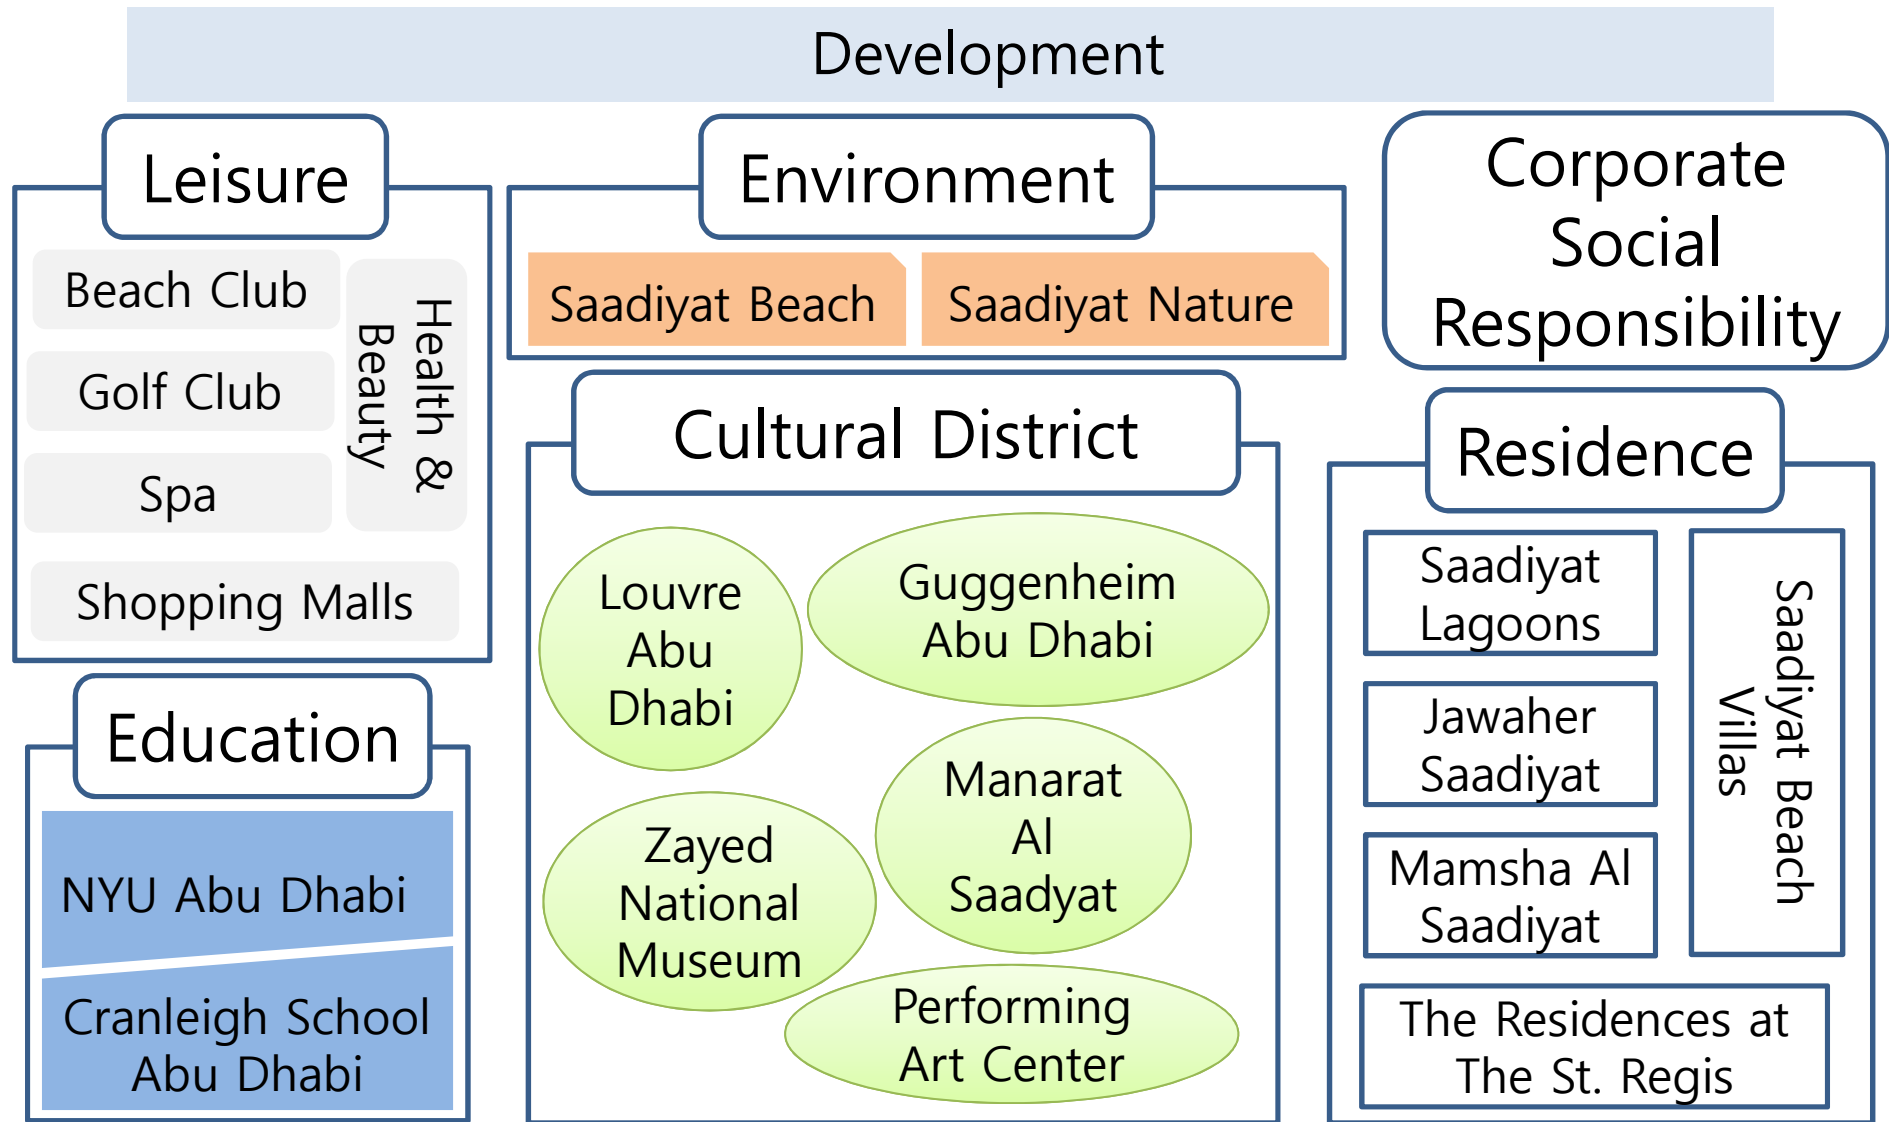 Development
Leisure
Beach Club
Golf Club
Spa
Health &
Beauty
Shopping Malls
Education
NYU Abu Dhabi
Cranleigh School
Abu Dhabi
Environment
Saadiyat Beach
Saadiyat Nature
Cultural District
Louvre
Abu
Dhabi
Guggenheim
Abu Dhabi
Manarat
Al
Saadyat
Zayed
National
Museum
Performing
Art Center
Corporate
Social
Responsibility
Residence
Saadiyat
Lagoons
Jawaher
Saadiyat
Mamsha Al
Saadiyat
Saadiyat Beach
Villas
The Residences at
The St. Regis